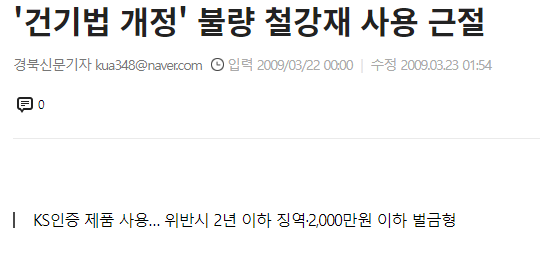 '건기법 개정' 불량 철강재 사용 근절
경북신문기자 kua348@naver.com 입력 2009/03/22 00:00 | 수정 2009.03.23 01:54
0
KS인증 제품 사용... 위반시 2년 이하 징역·2,000만원 이하 벌금형